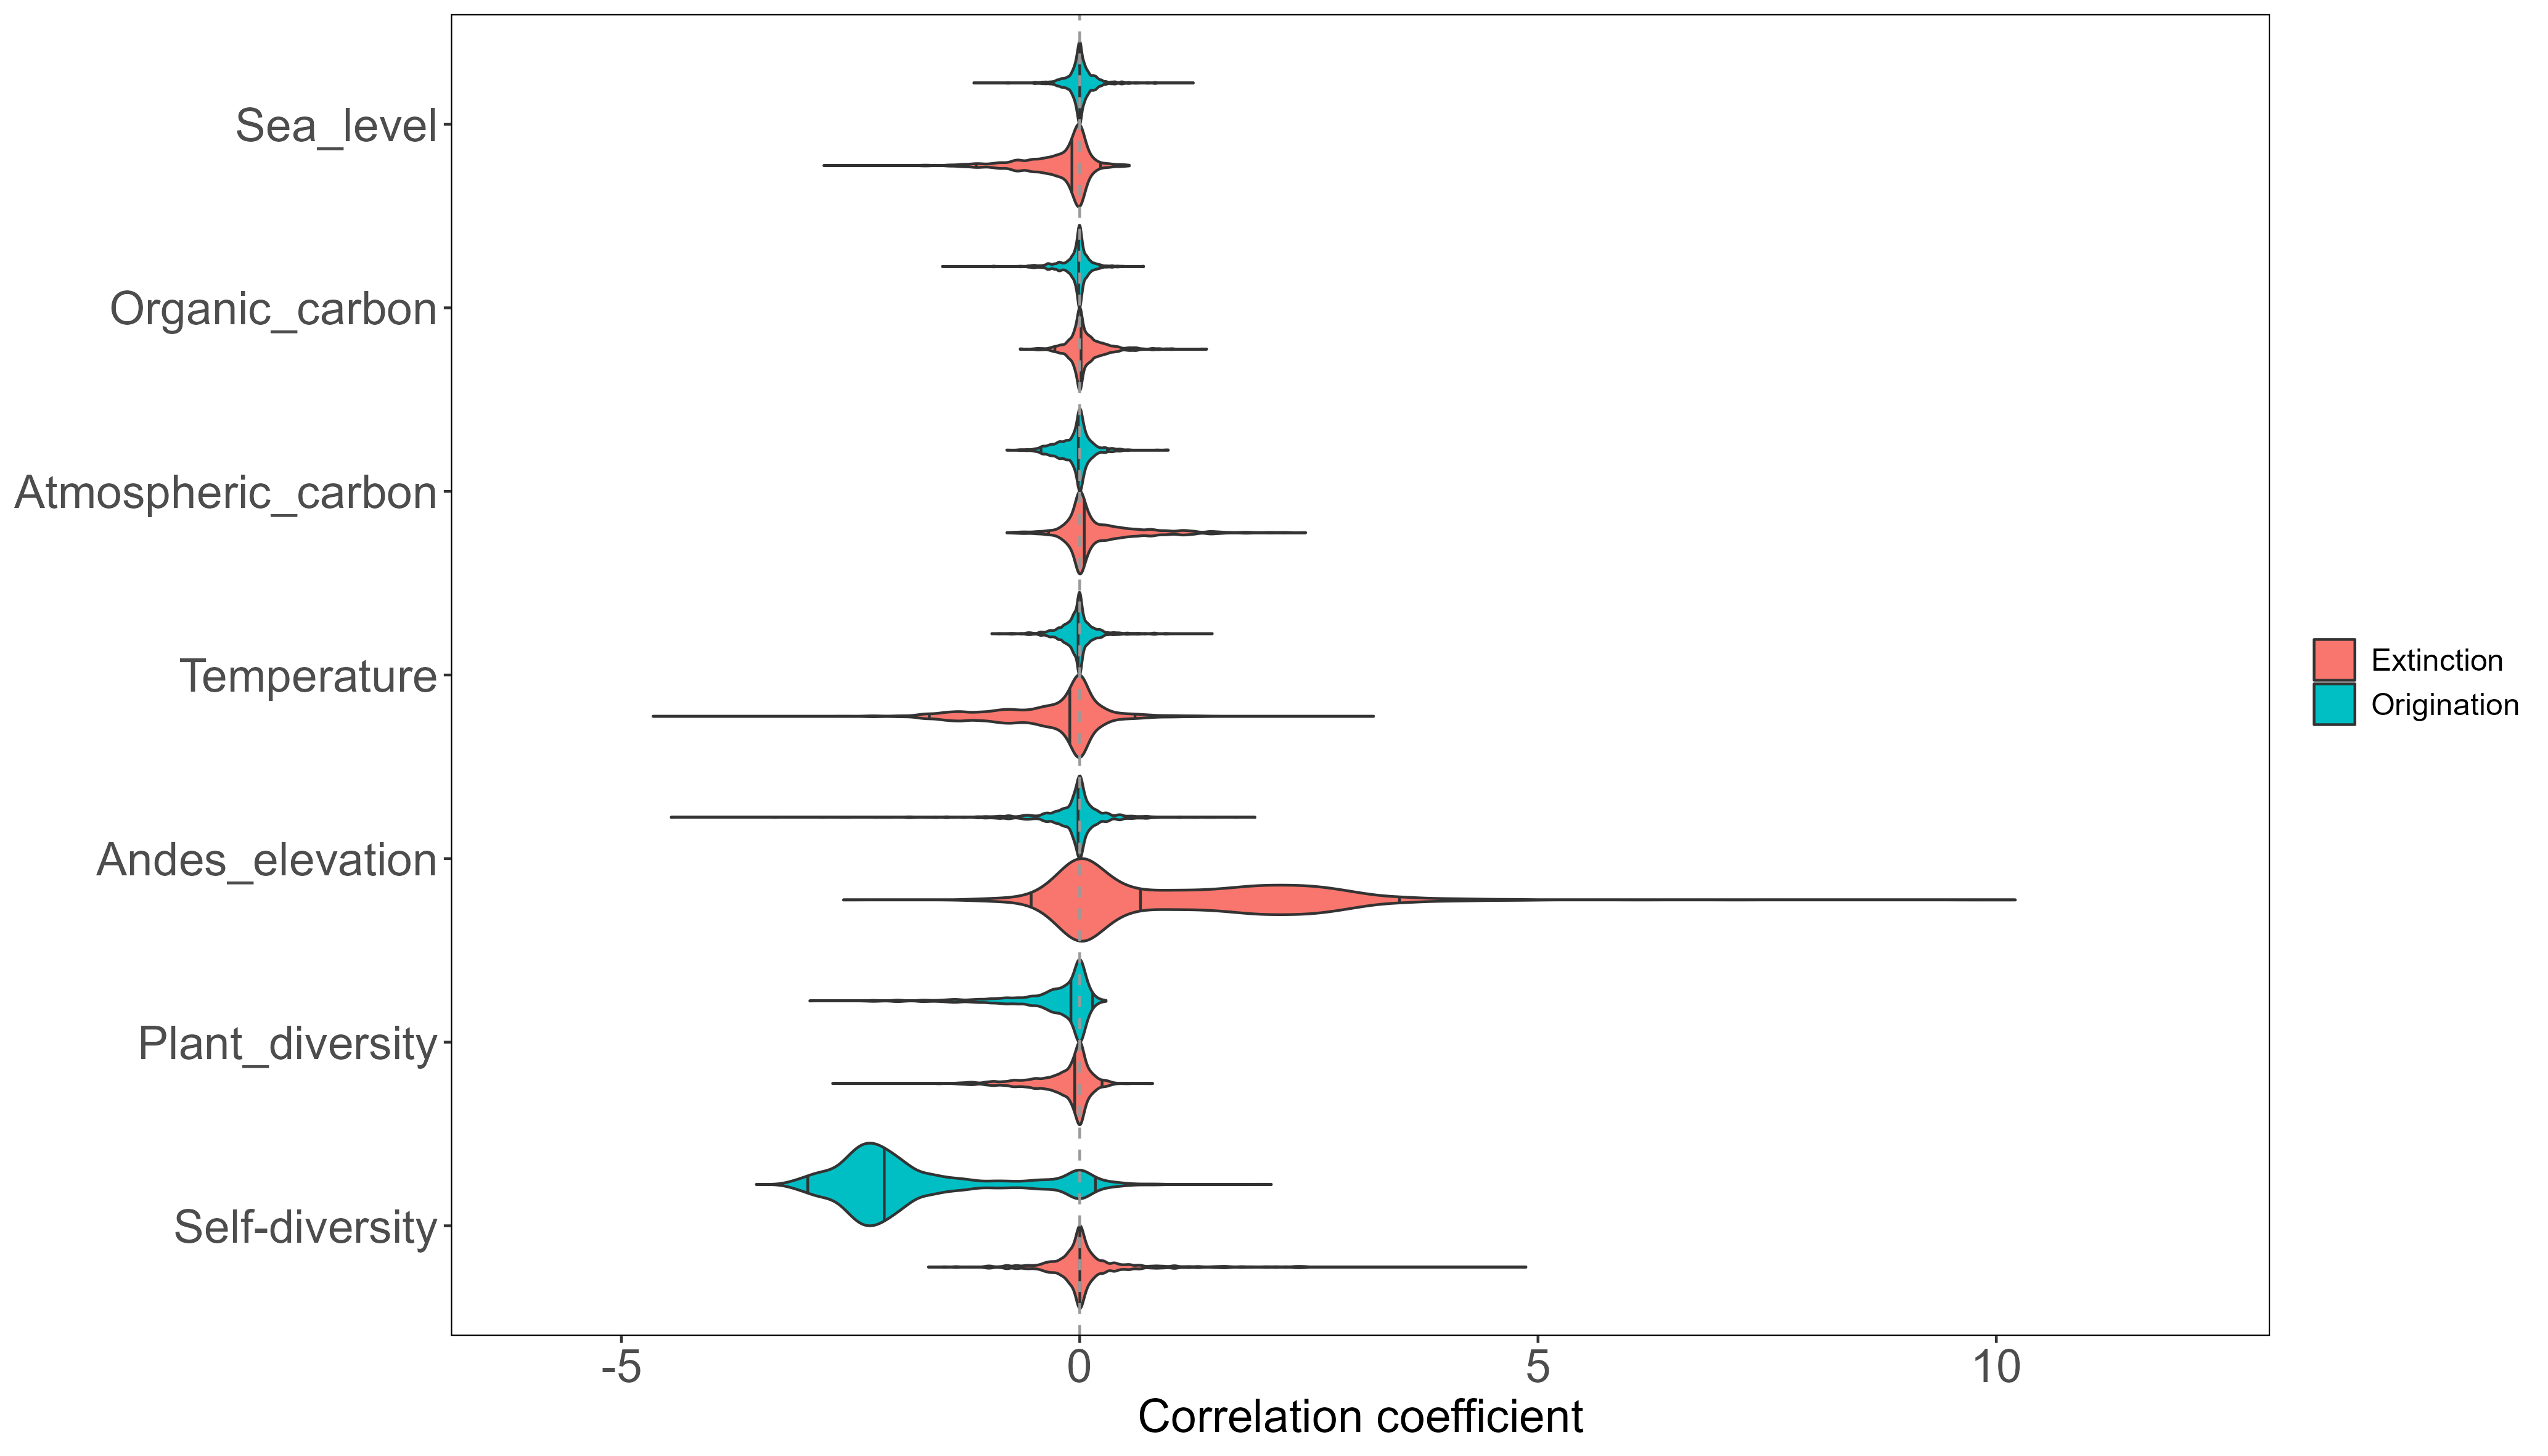 Sea_level
Organic_carbon
Atmospheric_carbon
Temperature
Andes_elevation
Plant_diversity
Self-diversity
-5 0 5 10
Correlation coefficient
Extinction
Origination